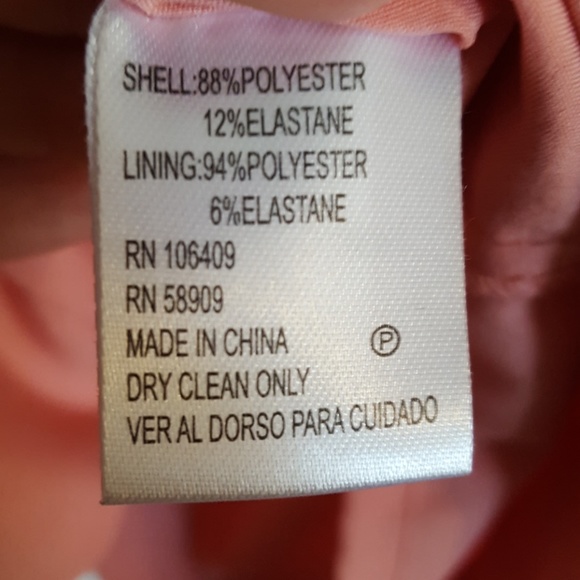 SHELL:88%POLYESTER
12%ELASTANE
LINING:94%POLYESTER
6%ELASTANE
RN 106409
RN 58909
MADE IN CHINA Ⓟ
DRY CLEAN ONLY
VER AL DORSO PARA CUIDADO